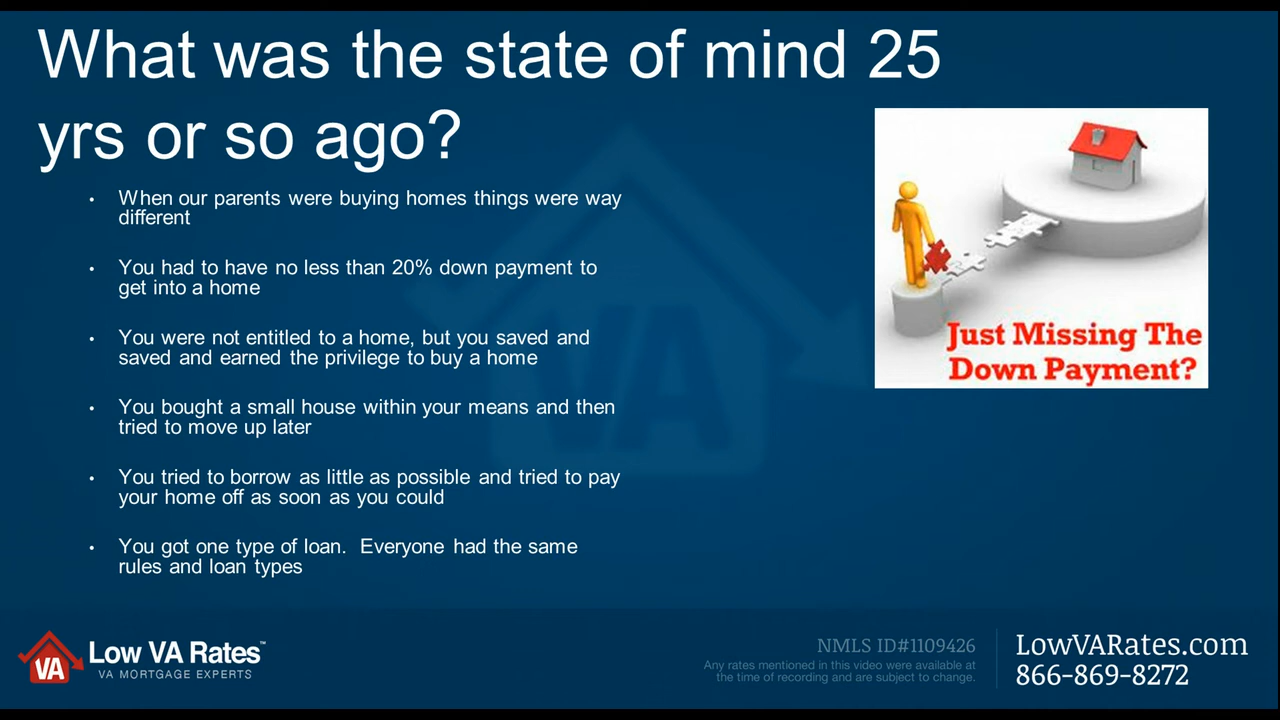 What was the state of mind 25
yrs or so ago?
• When our parents were buying homes things were way
different
• You had to have no less than 20% down payment to
get into a home
• You were not entitled to a home, but you saved and
saved and earned the privilege to buy a home
• You bought a small house within your means and then
tried to move up later
• You tried to borrow as little as possible and tried to pay
your home off as soon as you could
• You got one type of loan.  Everyone had the same
rules and loan types
Just Missing The
Down Payment?
VA
VA
Low VA Rates™
VA MORTGAGE EXPERTS
NMLS ID#1109426
Any rates mentioned in this video were available at
the time of recording and are subject to change.
LowVARates.com
866-869-8272